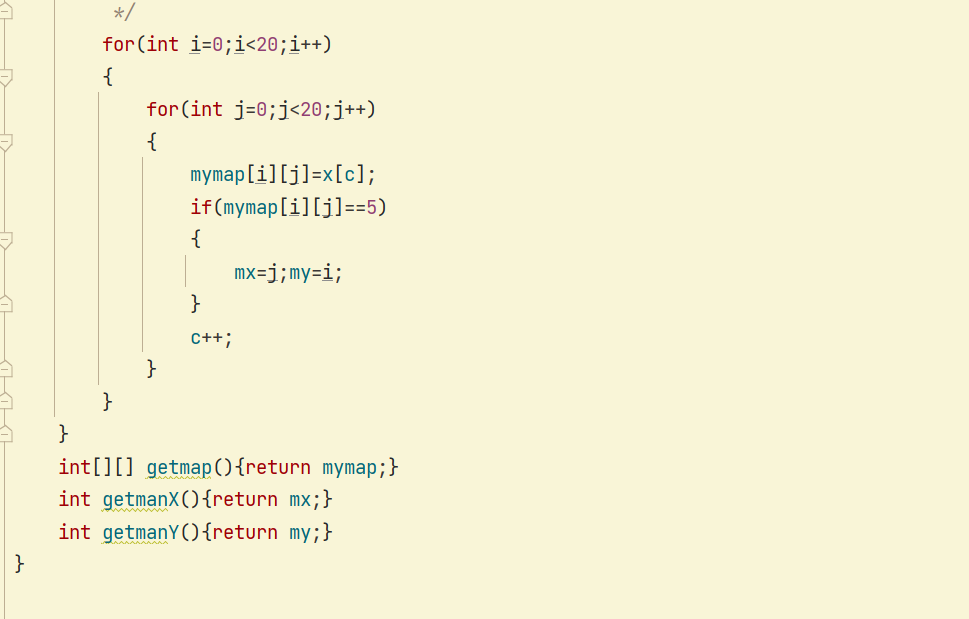 */
for(int i=0;i<20;i++)
{
for(int j=0;j<20;j++)
{
mymap[i][j]=x[c];
if(mymap[i][j]==5)
{
mx=j;my=i;
}
c++;
}
}
}
int[][] getmap(){return mymap;}
int getmanX(){return mx;}
int getmanY(){return my;}
}